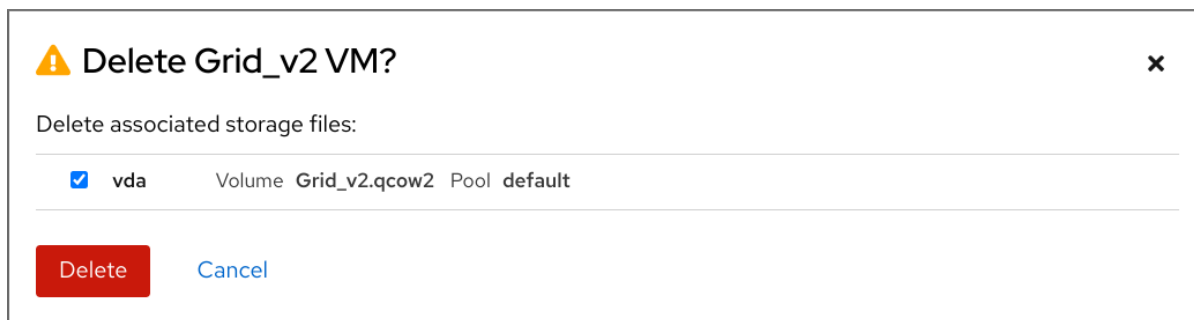 Delete Grid_v2 VM?
Delete associated storage files:
vda Volume Grid_v2.qcow2 Pool default
Delete Cancel